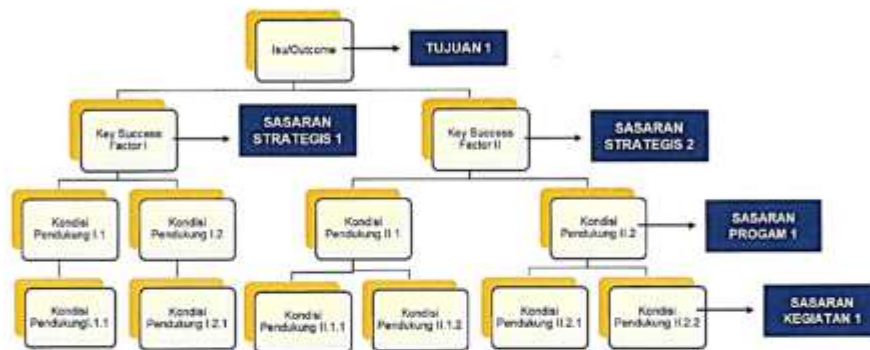 Isu/Outcome
TUJUAN 1
Key Success
Factor I
SASARAN
STRATEGIS 1
Key Success
Factor II
SASARAN
STRATEGIS 2
Kondisi
Pendukung I.1
Kondisi
Pendukung I.2
Kondisi
Pendukung II.1
Kondisi
Pendukung II.2
SASARAN
PROGAM 1
Kondisi
PendukungI.1.1
Kondisi
Pendukung I.2.1
Kondisi
Pendukung II.1.1
Kondisi
Pendukung II.1.2
Kondisi
Pendukung II.2.1
Kondisi
Pendukung II.2.2
SASARAN
KEGIATAN 1